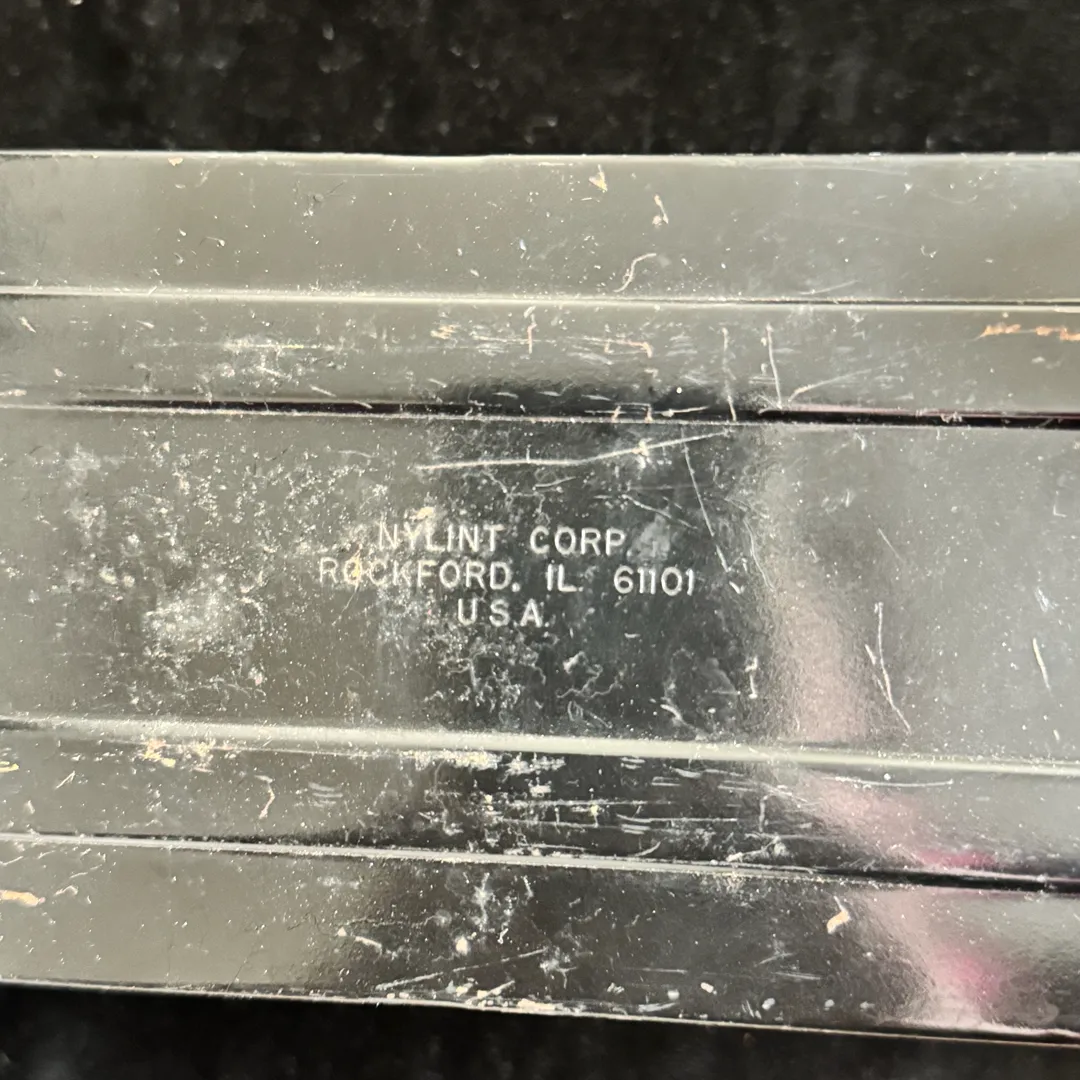 NYLINT CORP.
ROCKFORD, IL. 61101
U.S.A.